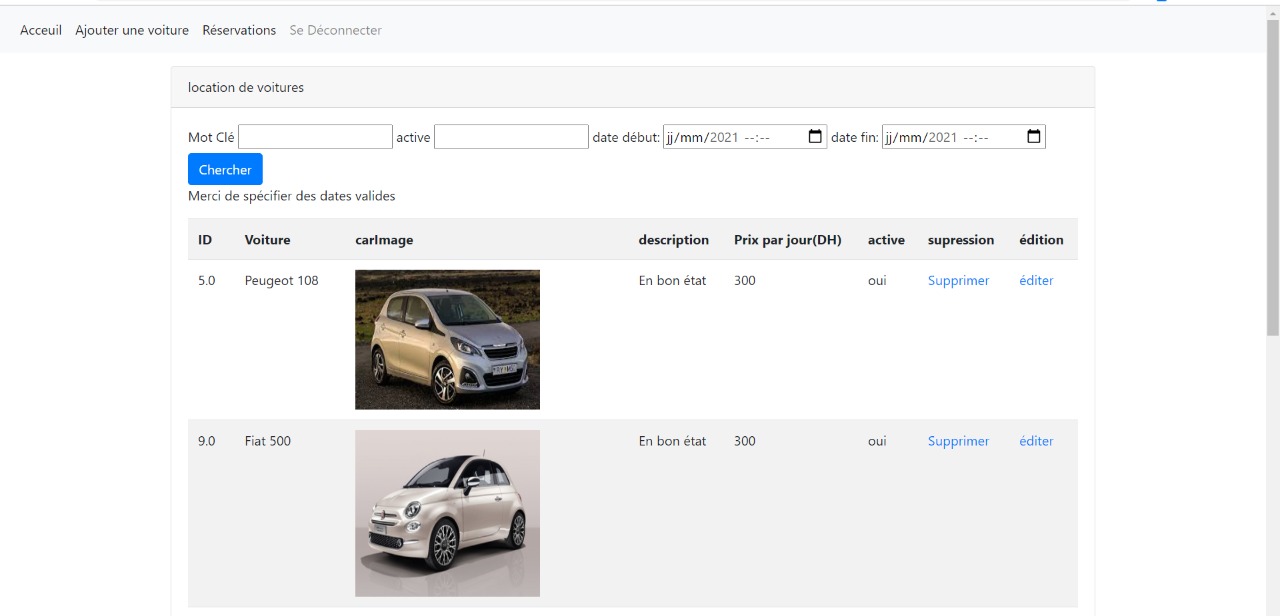 Acceuil Ajouter une voiture Réservations Se Déconnecter
location de voitures
Mot Clé active date début: jj/mm/2021 --:-- date fin: jj/mm/2021 --:--
Chercher
Merci de spécifier des dates valides
ID Voiture carImage description Prix par jour(DH) active supression édition
5.0 Peugeot 108 En bon état 300 oui Supprimer éditer
9.0 Fiat 500 En bon état 300 oui Supprimer éditer